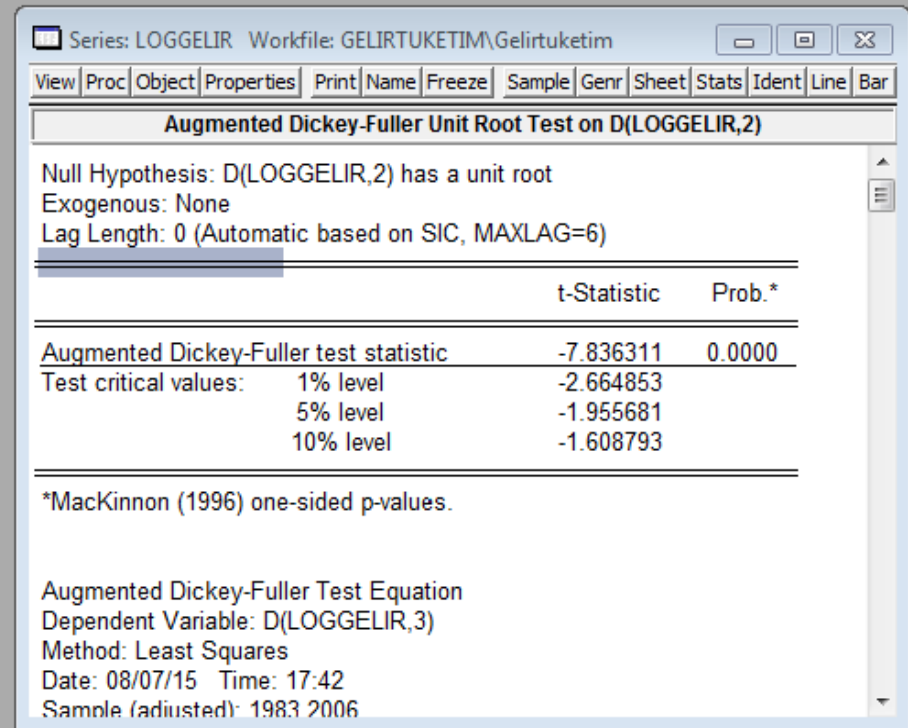 Series: LOGGELIR Workfile: GELIRTUKETIM\Gelirtuketim
View Proc Object Properties Print Name Freeze Sample Genr Sheet Stats Ident Line Bar
Augmented Dickey-Fuller Unit Root Test on D(LOGGELIR,2)
Null Hypothesis: D(LOGGELIR,2) has a unit root
Exogenous: None
Lag Length: 0 (Automatic based on SIC, MAXLAG=6)
t-Statistic Prob.*
Augmented Dickey-Fuller test statistic -7.836311 0.0000
Test critical values: 1% level -2.664853
5% level -1.955681
10% level -1.608793
*MacKinnon (1996) one-sided p-values.
Augmented Dickey-Fuller Test Equation
Dependent Variable: D(LOGGELIR,3)
Method: Least Squares
Date: 08/07/15 Time: 17:42
Sample (adjusted): 1983 2006